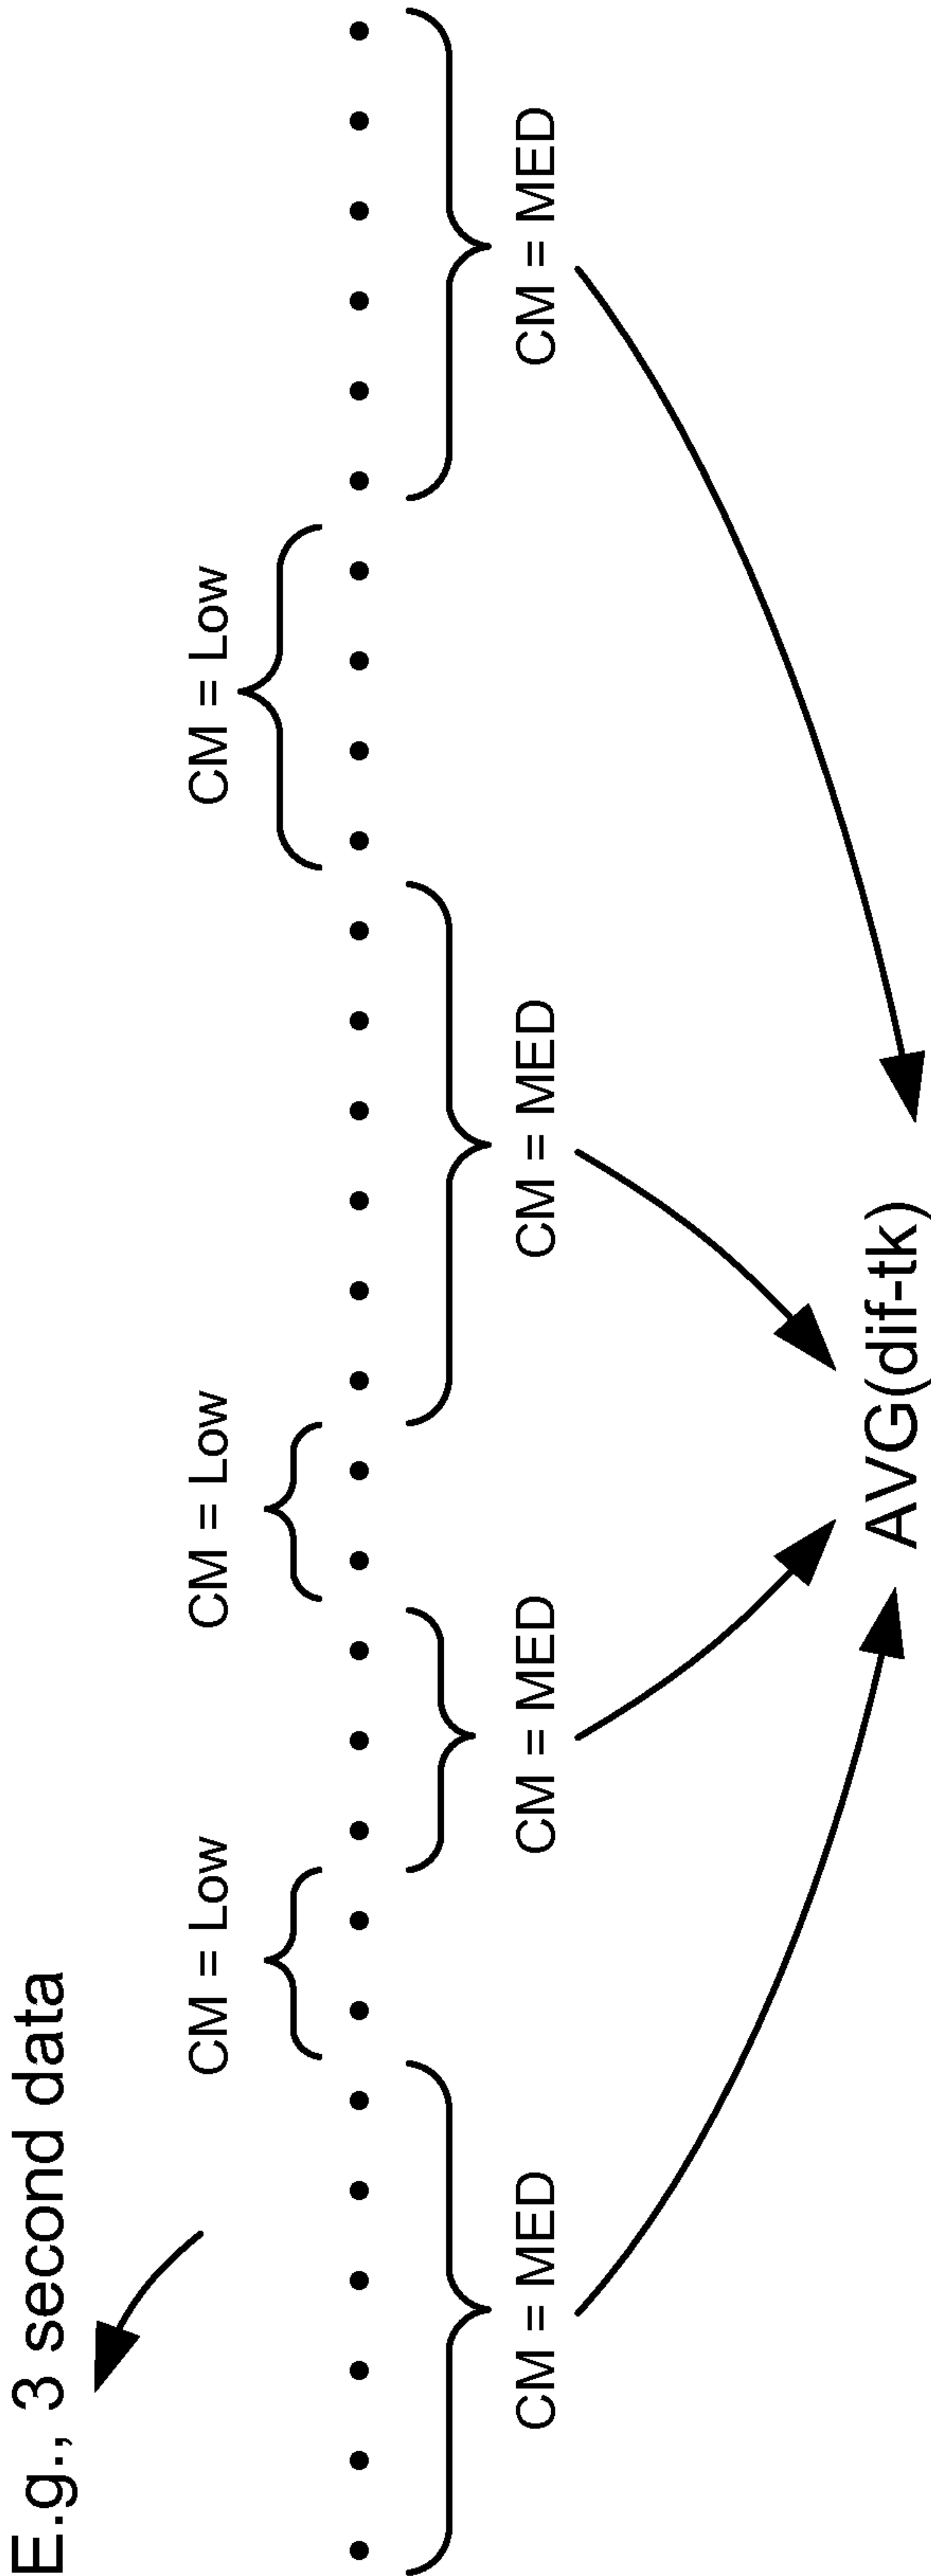 E.g., 3 second data
CM = Low
CM = Low
CM = Low
CM = MED
CM = MED
CM = MED
CM = MED
AVG(dif-tk)